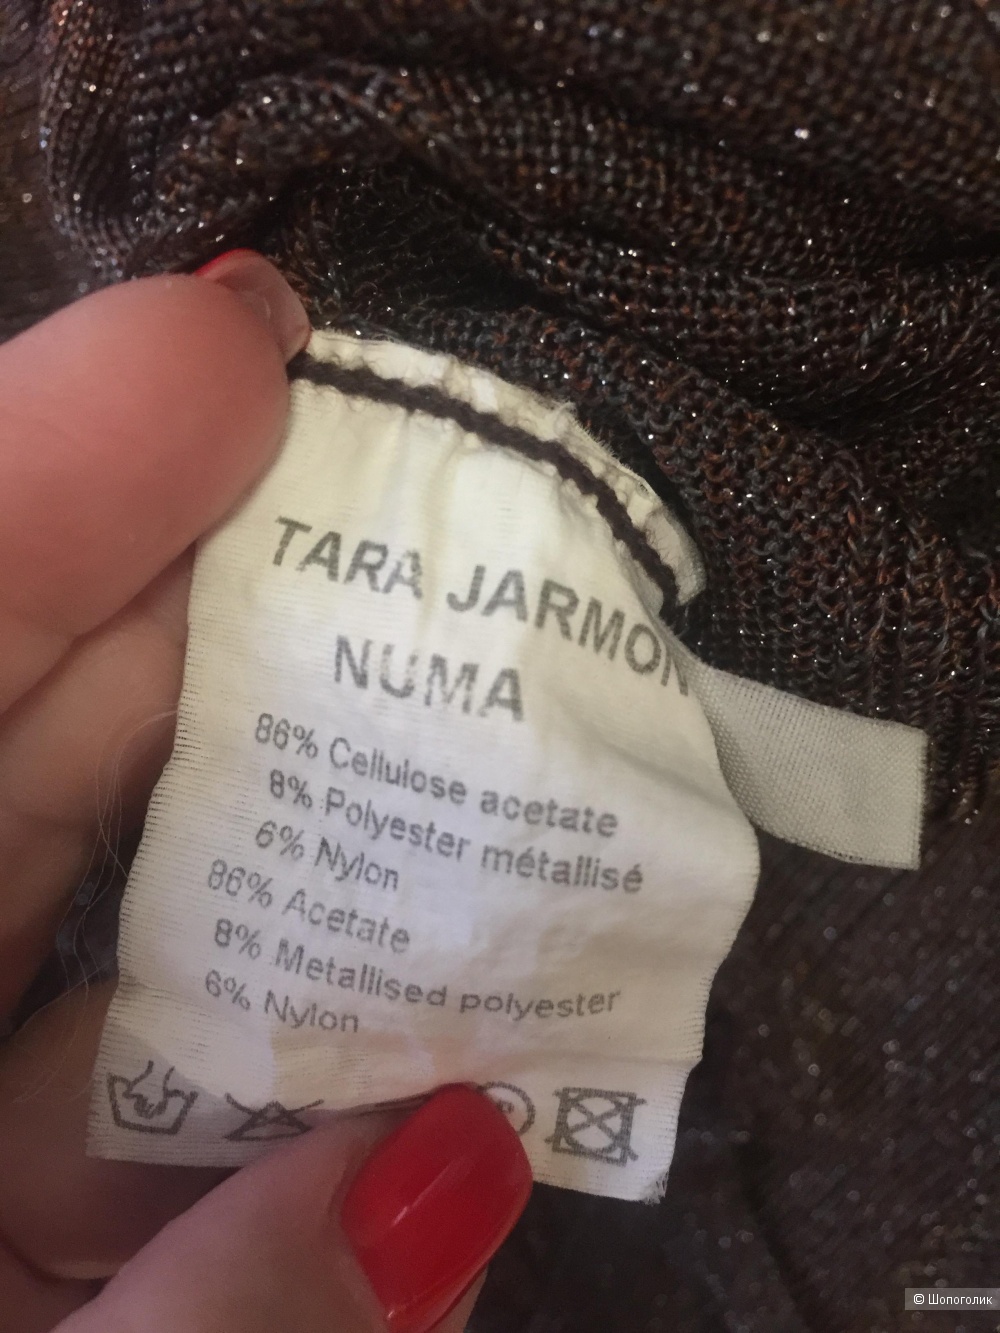 TARA JARMON
NUMA
86% Cellulose acetate
8% Polyester métallisé
6% Nylon
86% Acetate
8% Metallised polyester
6% Nylon
© Шопоголик